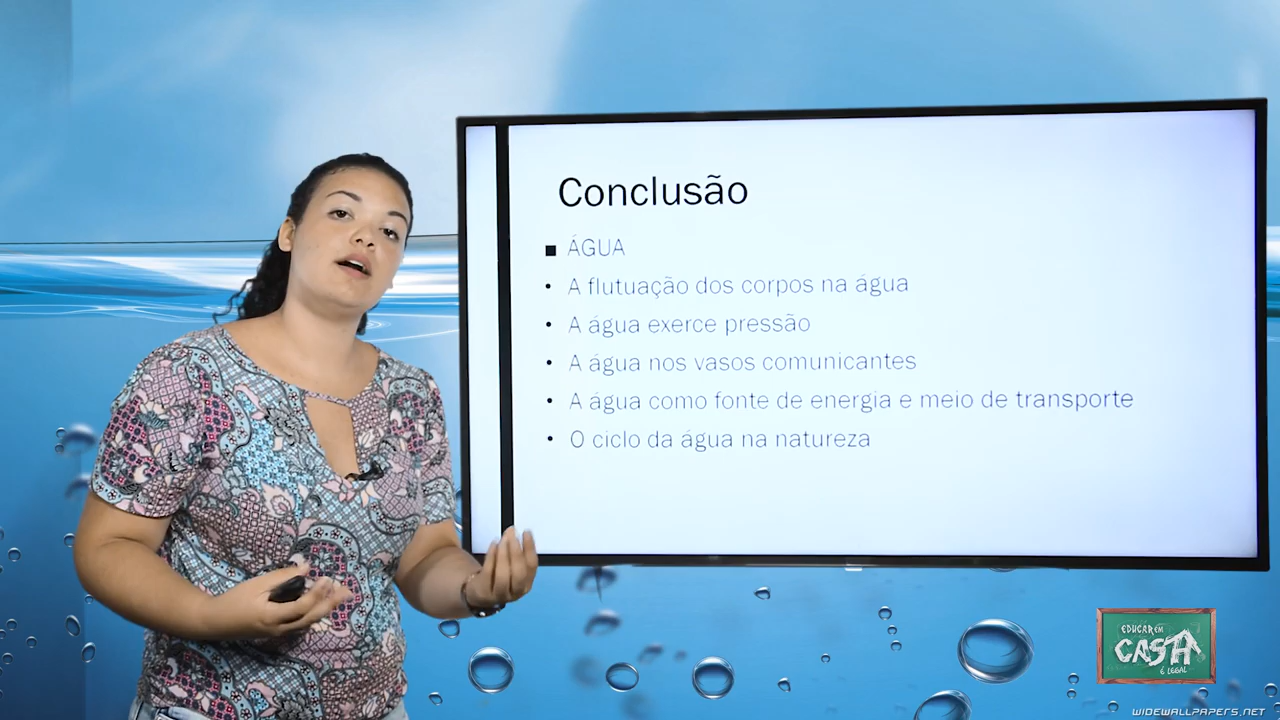 Conclusão
ÁGUA
A flutuação dos corpos na água
A água exerce pressão
A água nos vasos comunicantes
A água como fonte de energia e meio de transporte
O ciclo da água na natureza
EDUCAR EM
CASA
É LEGAL
WIDEWALLPAPERS.NET